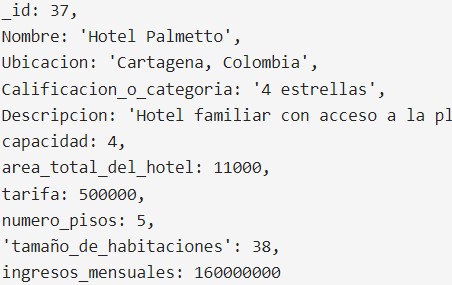 _id: 37,
Nombre: 'Hotel Palmetto',
Ubicacion: 'Cartagena, Colombia',
Calificacion_o_categoria: '4 estrellas',
Descripcion: 'Hotel familiar con acceso a la pl
capacidad: 4,
area_total_del_hotel: 11000,
tarifa: 500000,
numero_pisos: 5,
'tamaño_de_habitaciones': 38,
ingresos_mensuales: 160000000